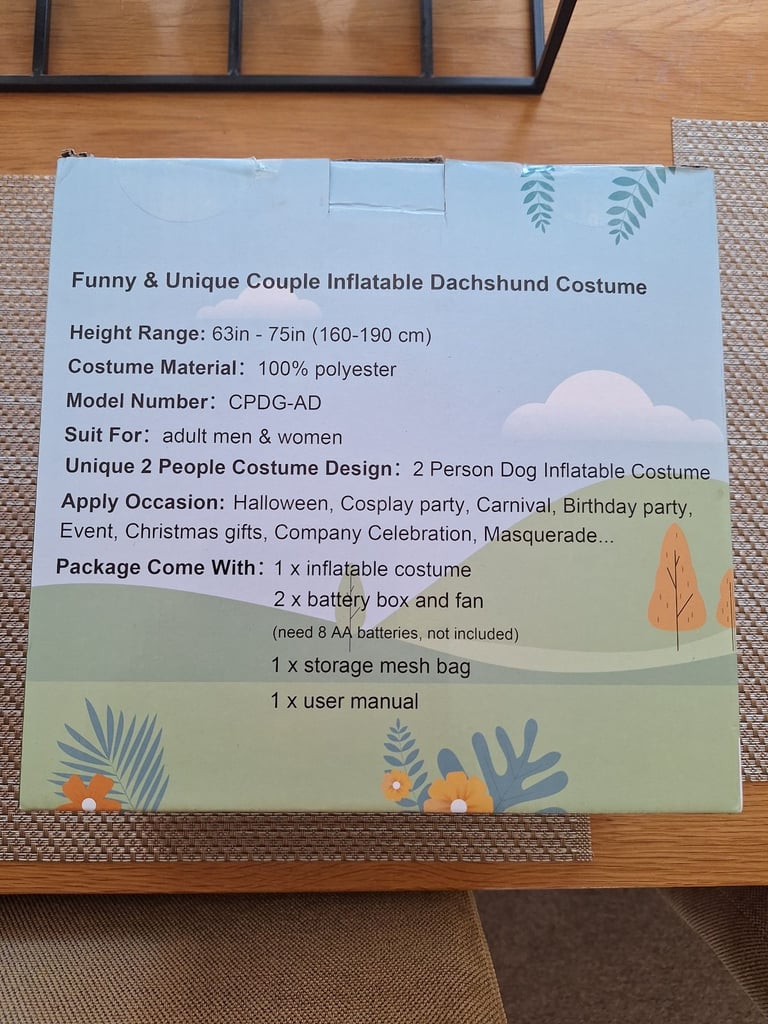 Funny & Unique Couple Inflatable Dachshund Costume
Height Range: 63in - 75in (160-190 cm)
Costume Material: 100% polyester
Model Number: CPDG-AD
Suit For: adult men & women
Unique 2 People Costume Design: 2 Person Dog Inflatable Costume
Apply Occasion: Halloween, Cosplay party, Carnival, Birthday party,
Event, Christmas gifts, Company Celebration, Masquerade...
Package Come With: 1 x inflatable costume
2 x battery box and fan
(need 8 AA batteries, not included)
1 x storage mesh bag
1 x user manual